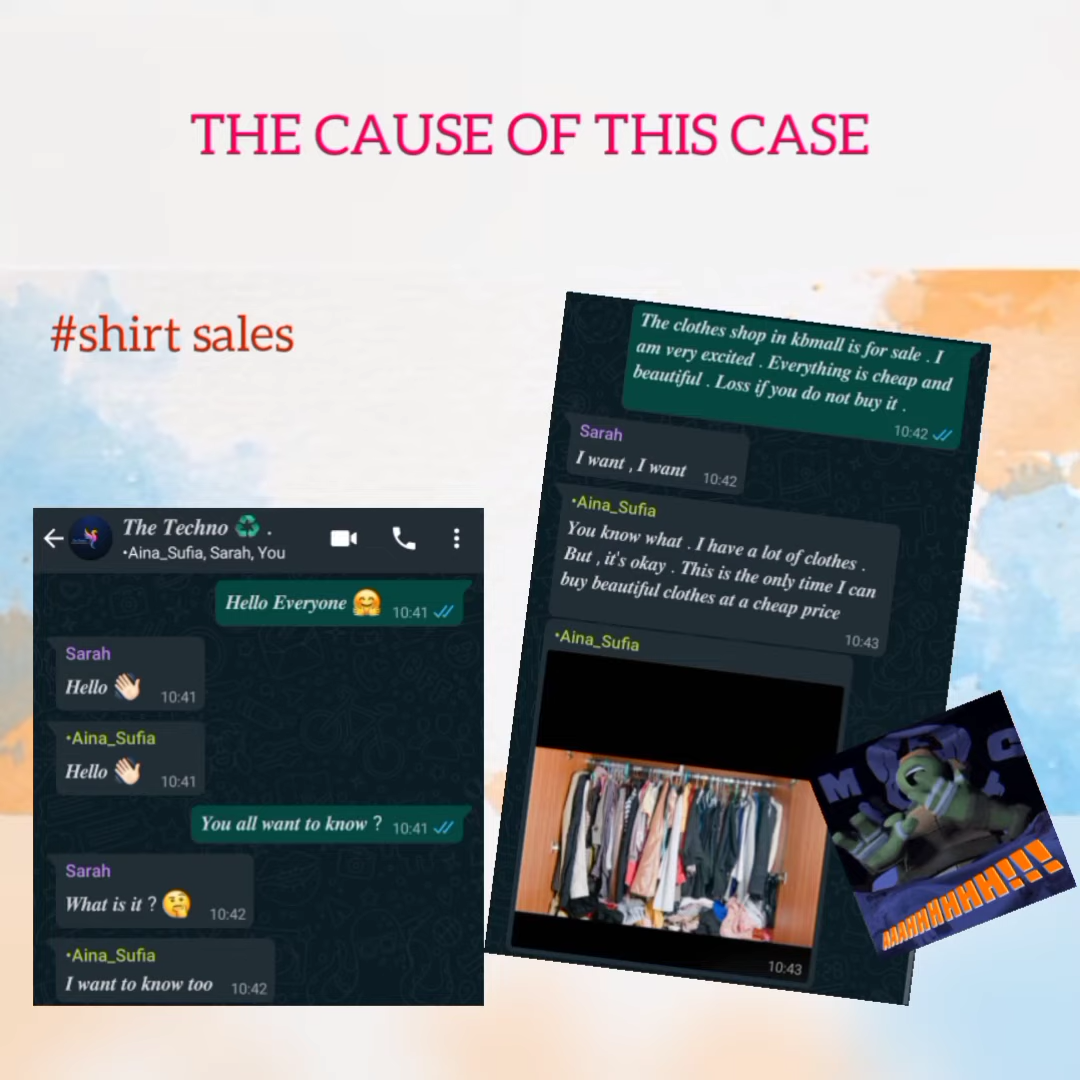 THE CAUSE OF THIS CASE
#shirt sales
The Techno ♻ .
•Aina_Sufia, Sarah, You
Hello Everyone 🤗 10:41
Sarah
Hello 👋🏻 10:41
•Aina_Sufia
Hello 👋🏻 10:41
You all want to know ? 10:41
Sarah
What is it ? 🤔 10:42
•Aina_Sufia
I want to know too 10:42
The clothes shop in kbmall is for sale . I
am very excited . Everything is cheap and
beautiful . Loss if you do not buy it .
10:42
Sarah
I want , I want 10:42
•Aina_Sufia
You know what . I have a lot of clothes .
But , it's okay . This is the only time I can
buy beautiful clothes at a cheap price
10:43
•Aina_Sufia
10:43
AAAHHHHHHH!!!